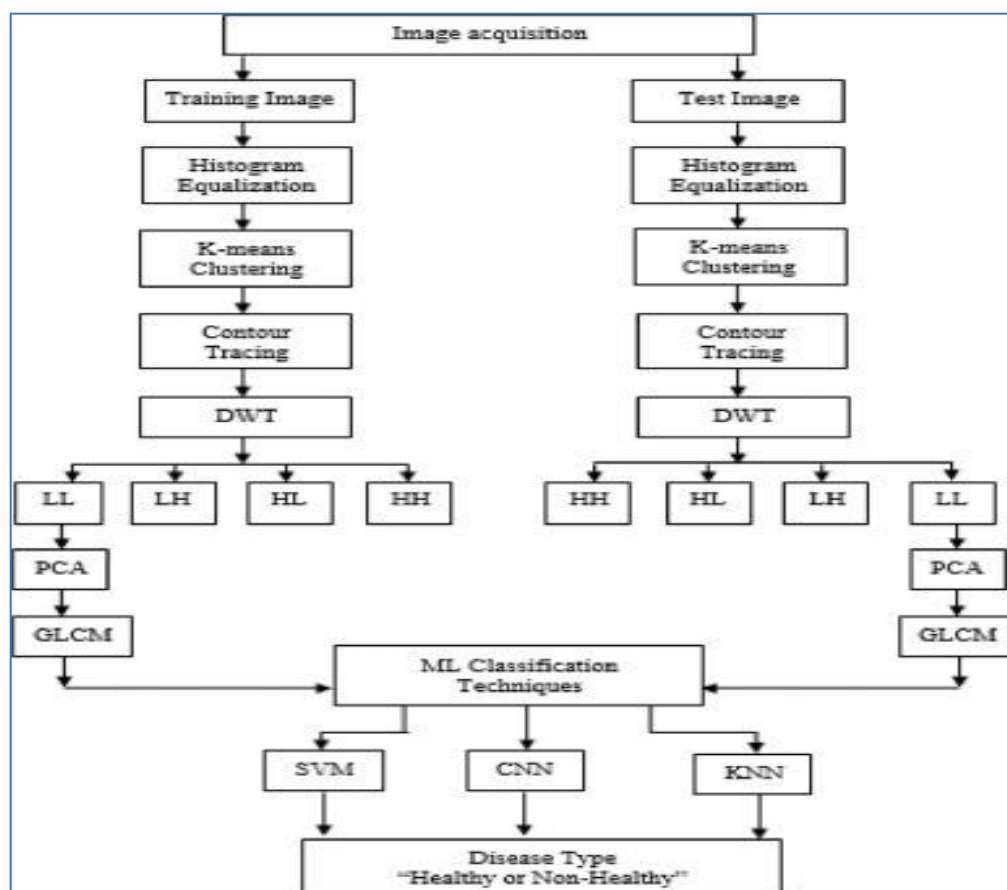 Image acquisition
Training Image
Test Image
Histogram
Equalization
Histogram
Equalization
K-means
Clustering
K-means
Clustering
Contour
Tracing
Contour
Tracing
DWT
DWT
LL
LH
HL
HH
HH
HL
LH
LL
PCA
PCA
GLCM
GLCM
ML Classification
Techniques
SVM
CNN
KNN
Disease Type
“Healthy or Non-Healthy”